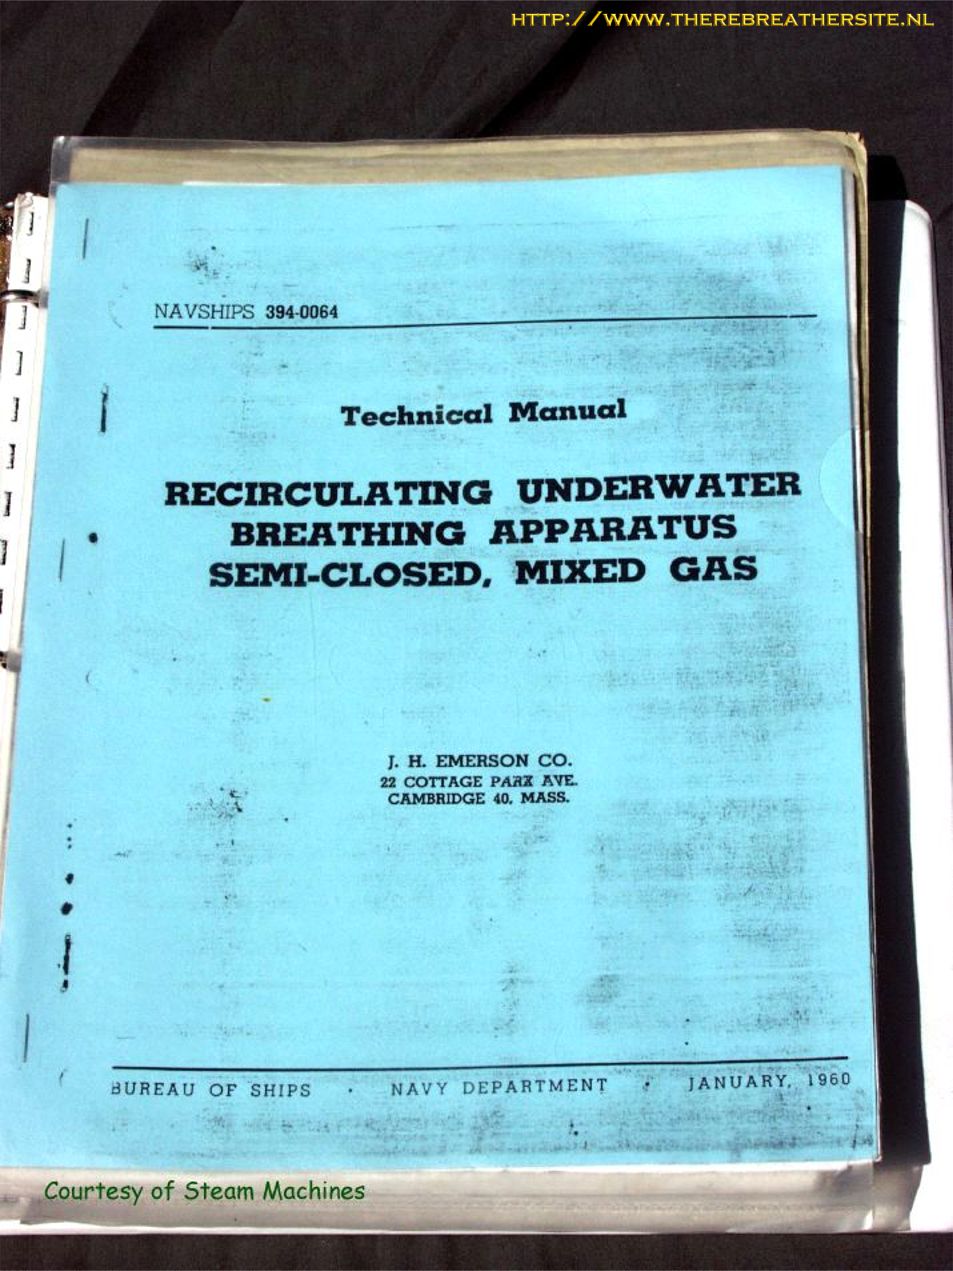 HTTP://WWW.THEREBREATHERSITE.NL
NAVSHIPS 394-0064
Technical Manual
RECIRCULATING UNDERWATER
BREATHING APPARATUS
SEMI-CLOSED, MIXED GAS
J. H. EMERSON CO.
22 COTTAGE PARK AVE.
CAMBRIDGE 40, MASS.
BUREAU OF SHIPS · NAVY DEPARTMENT · JANUARY, 1960
Courtesy of Steam Machines